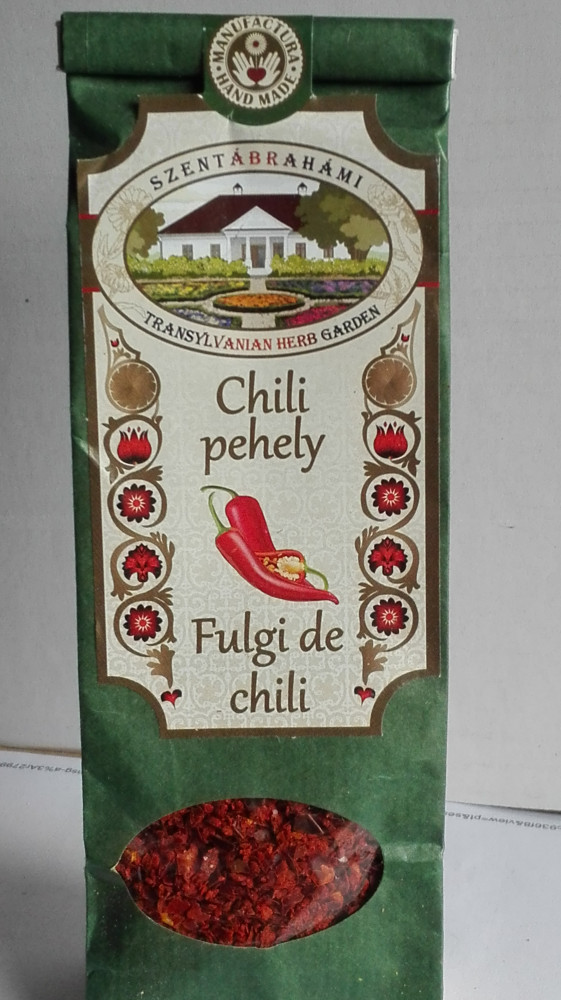 MANUFACTURA
HAND MADE
SZENTÁBRAHÁMI
TRANSYLVANIAN HERB GARDEN
Chili
pehely
Fulgi de
chili